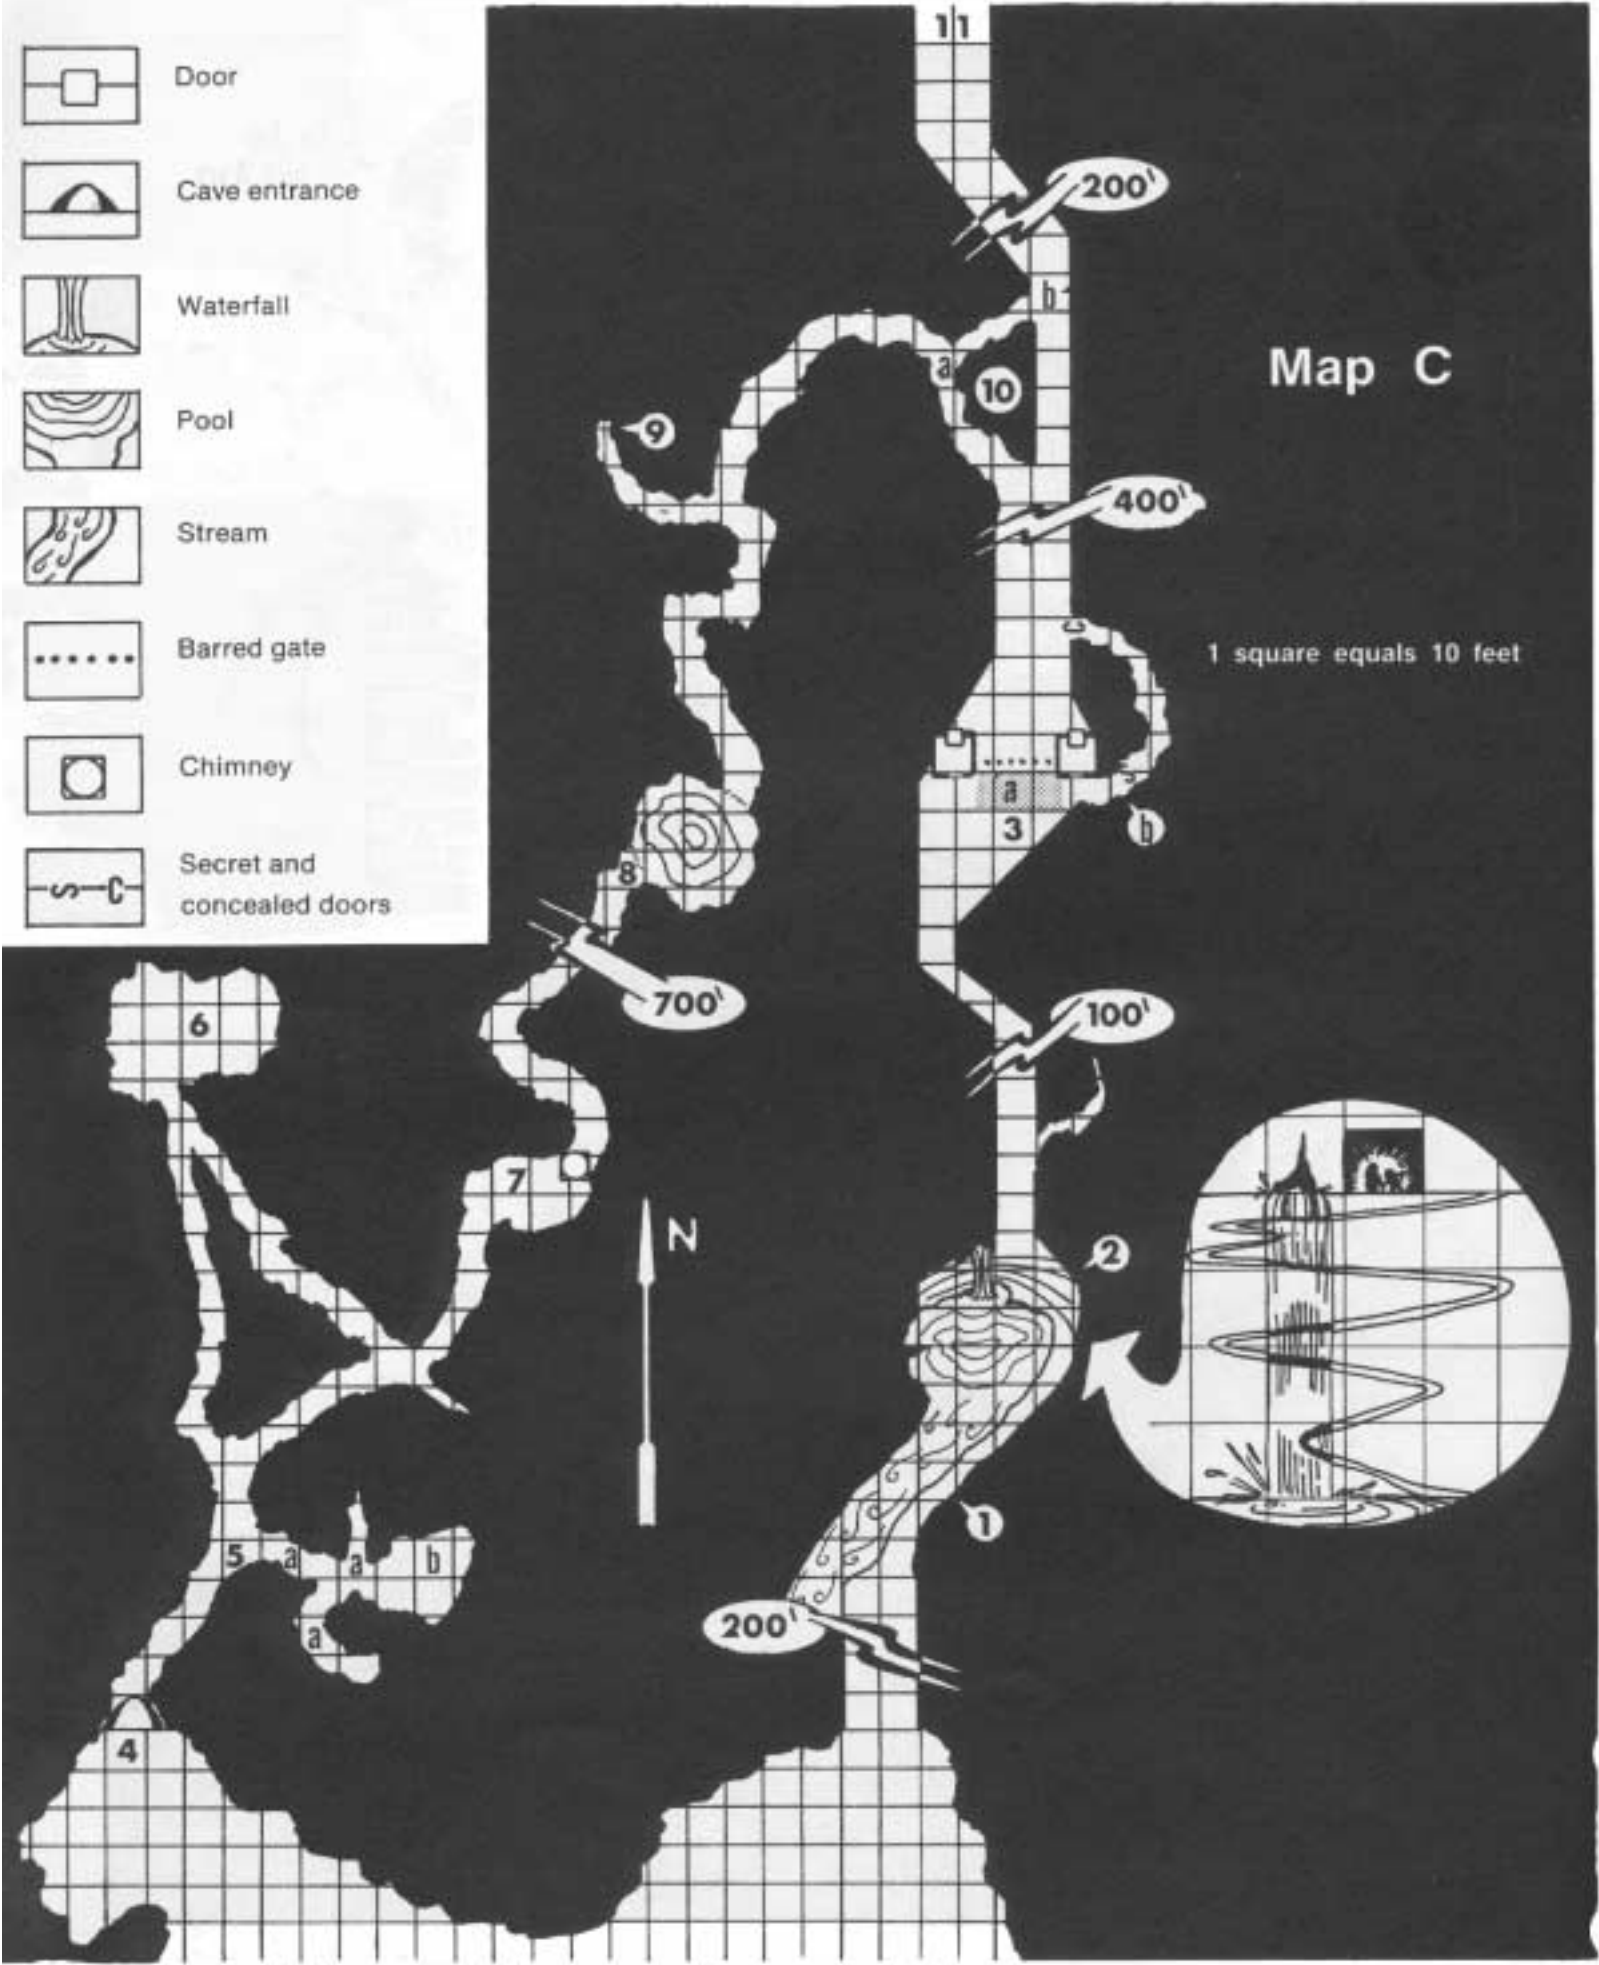 Door
Cave entrance
Waterfall
Pool
Stream
Barred gate
Chimney
S C
Secret and
concealed doors
11
200'
b
Map C
a
10
9
400'
C
1 square equals 10 feet
a
S
3
b
8
700'
100'
6
7
N
2
1
5
a
a
b
a
200'
4